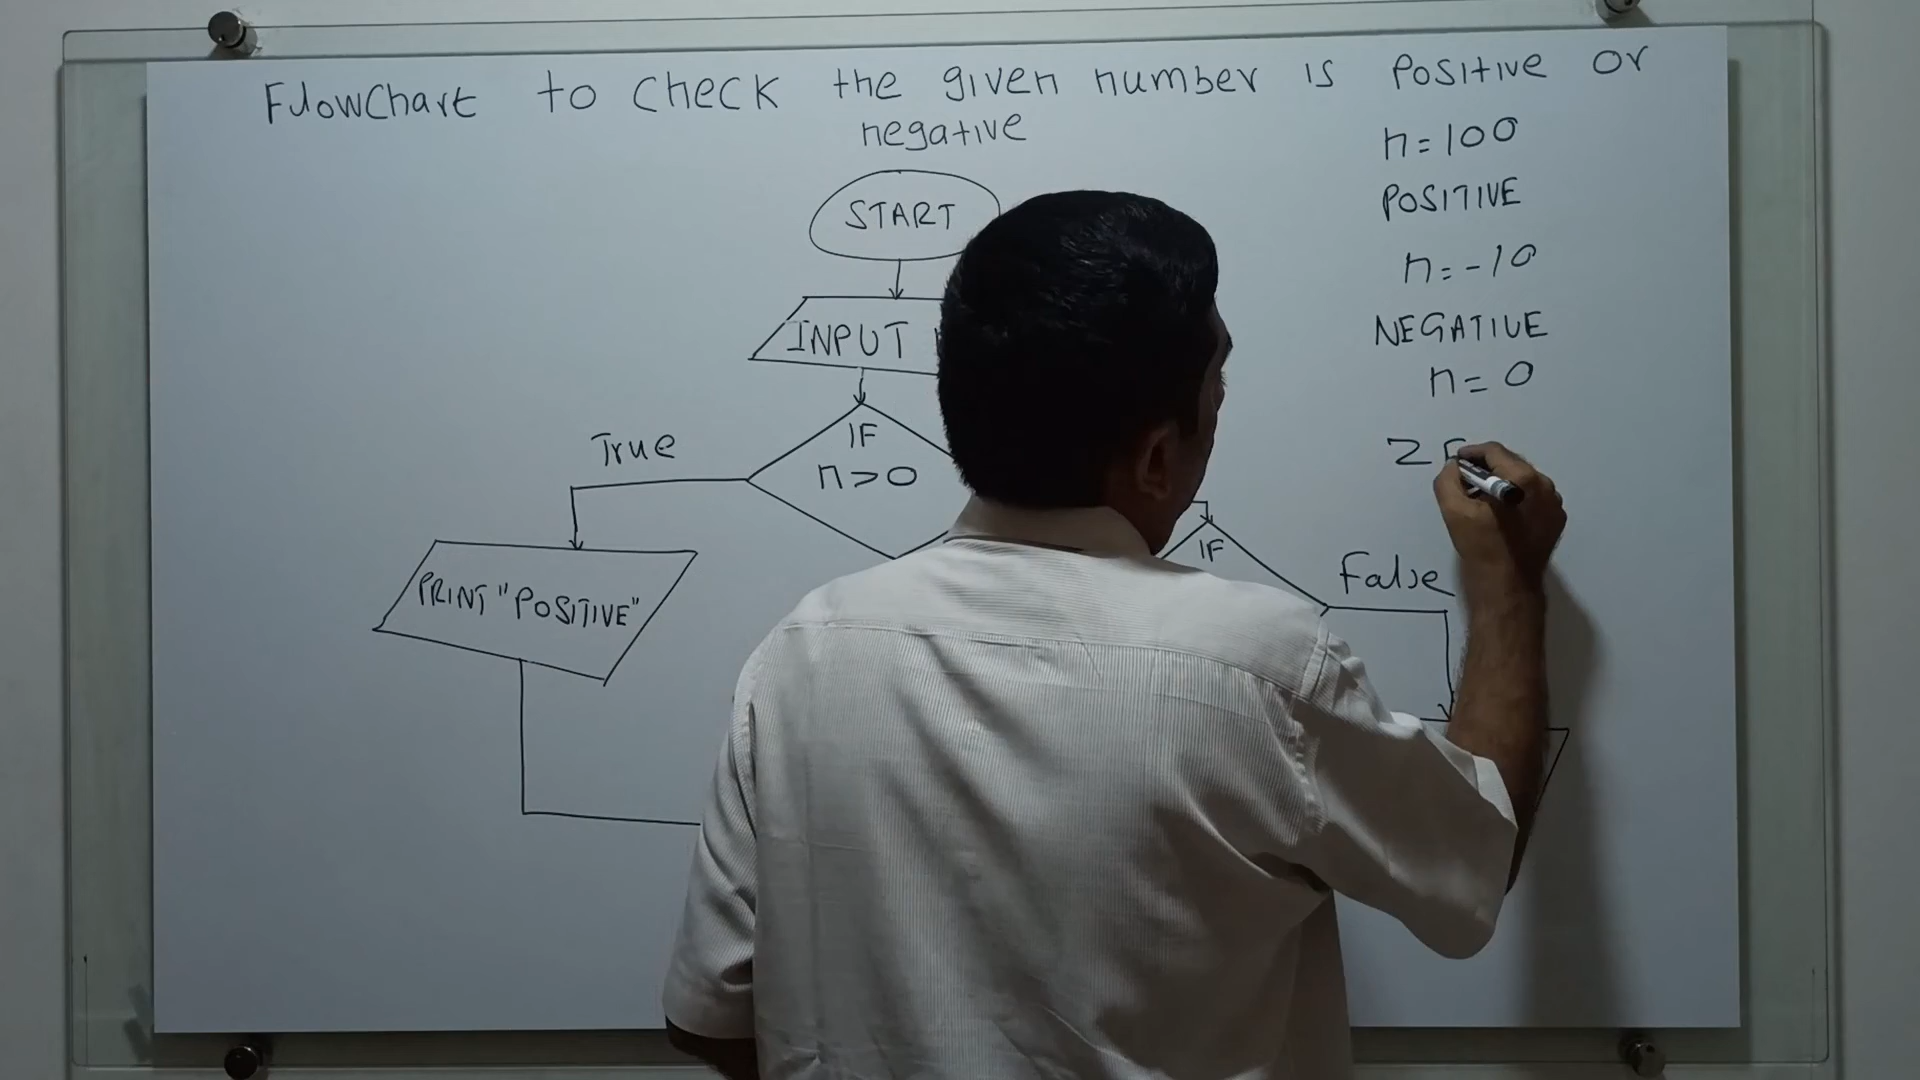 Flowchart to check the given number is positive or
negative
n=100
START
POSITIVE
n=-10
INPUT
NEGATIVE
n=0
IF
n>0
True
IF
False
PRINT "POSITIVE"